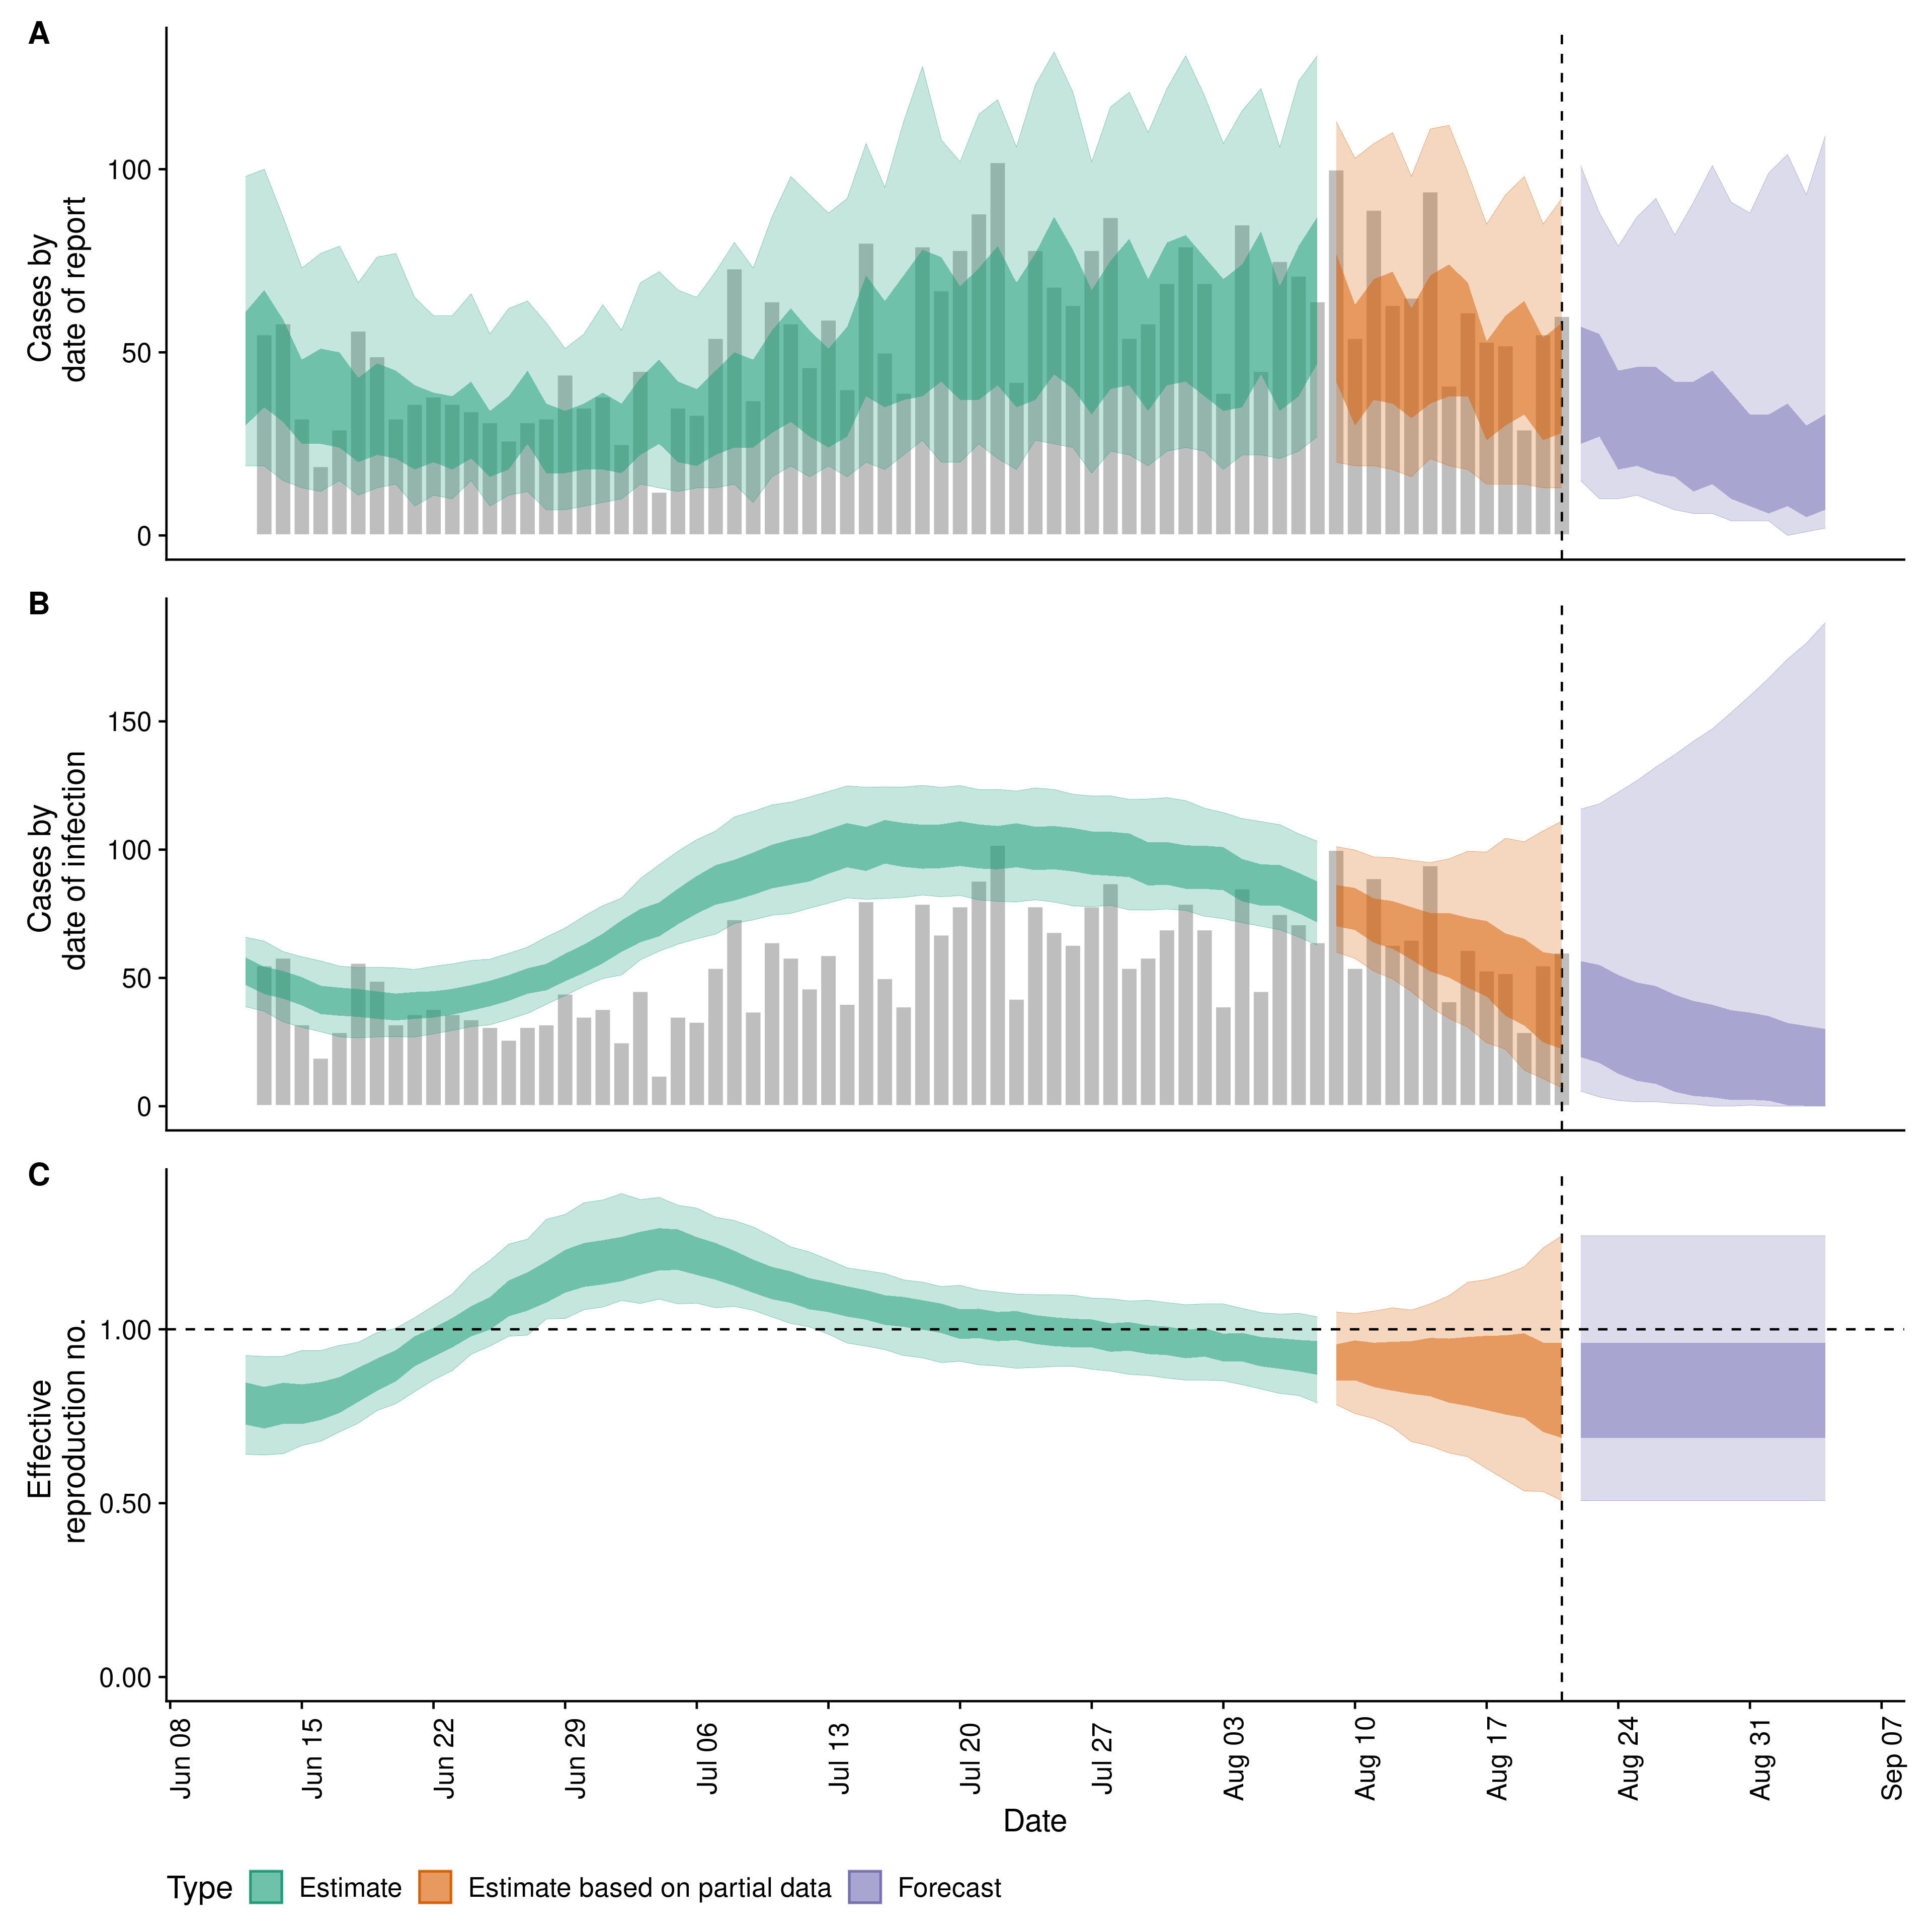 A
Cases by
date of report
100
50
0
B
Cases by
date of infection
150
100
50
0
C
Effective
reproduction no.
1.00
0.50
0.00
Jun 08
Jun 15
Jun 22
Jun 29
Jul 06
Jul 13
Jul 20
Jul 27
Aug 03
Aug 10
Aug 17
Aug 24
Aug 31
Sep 07
Date
Type Estimate Estimate based on partial data Forecast